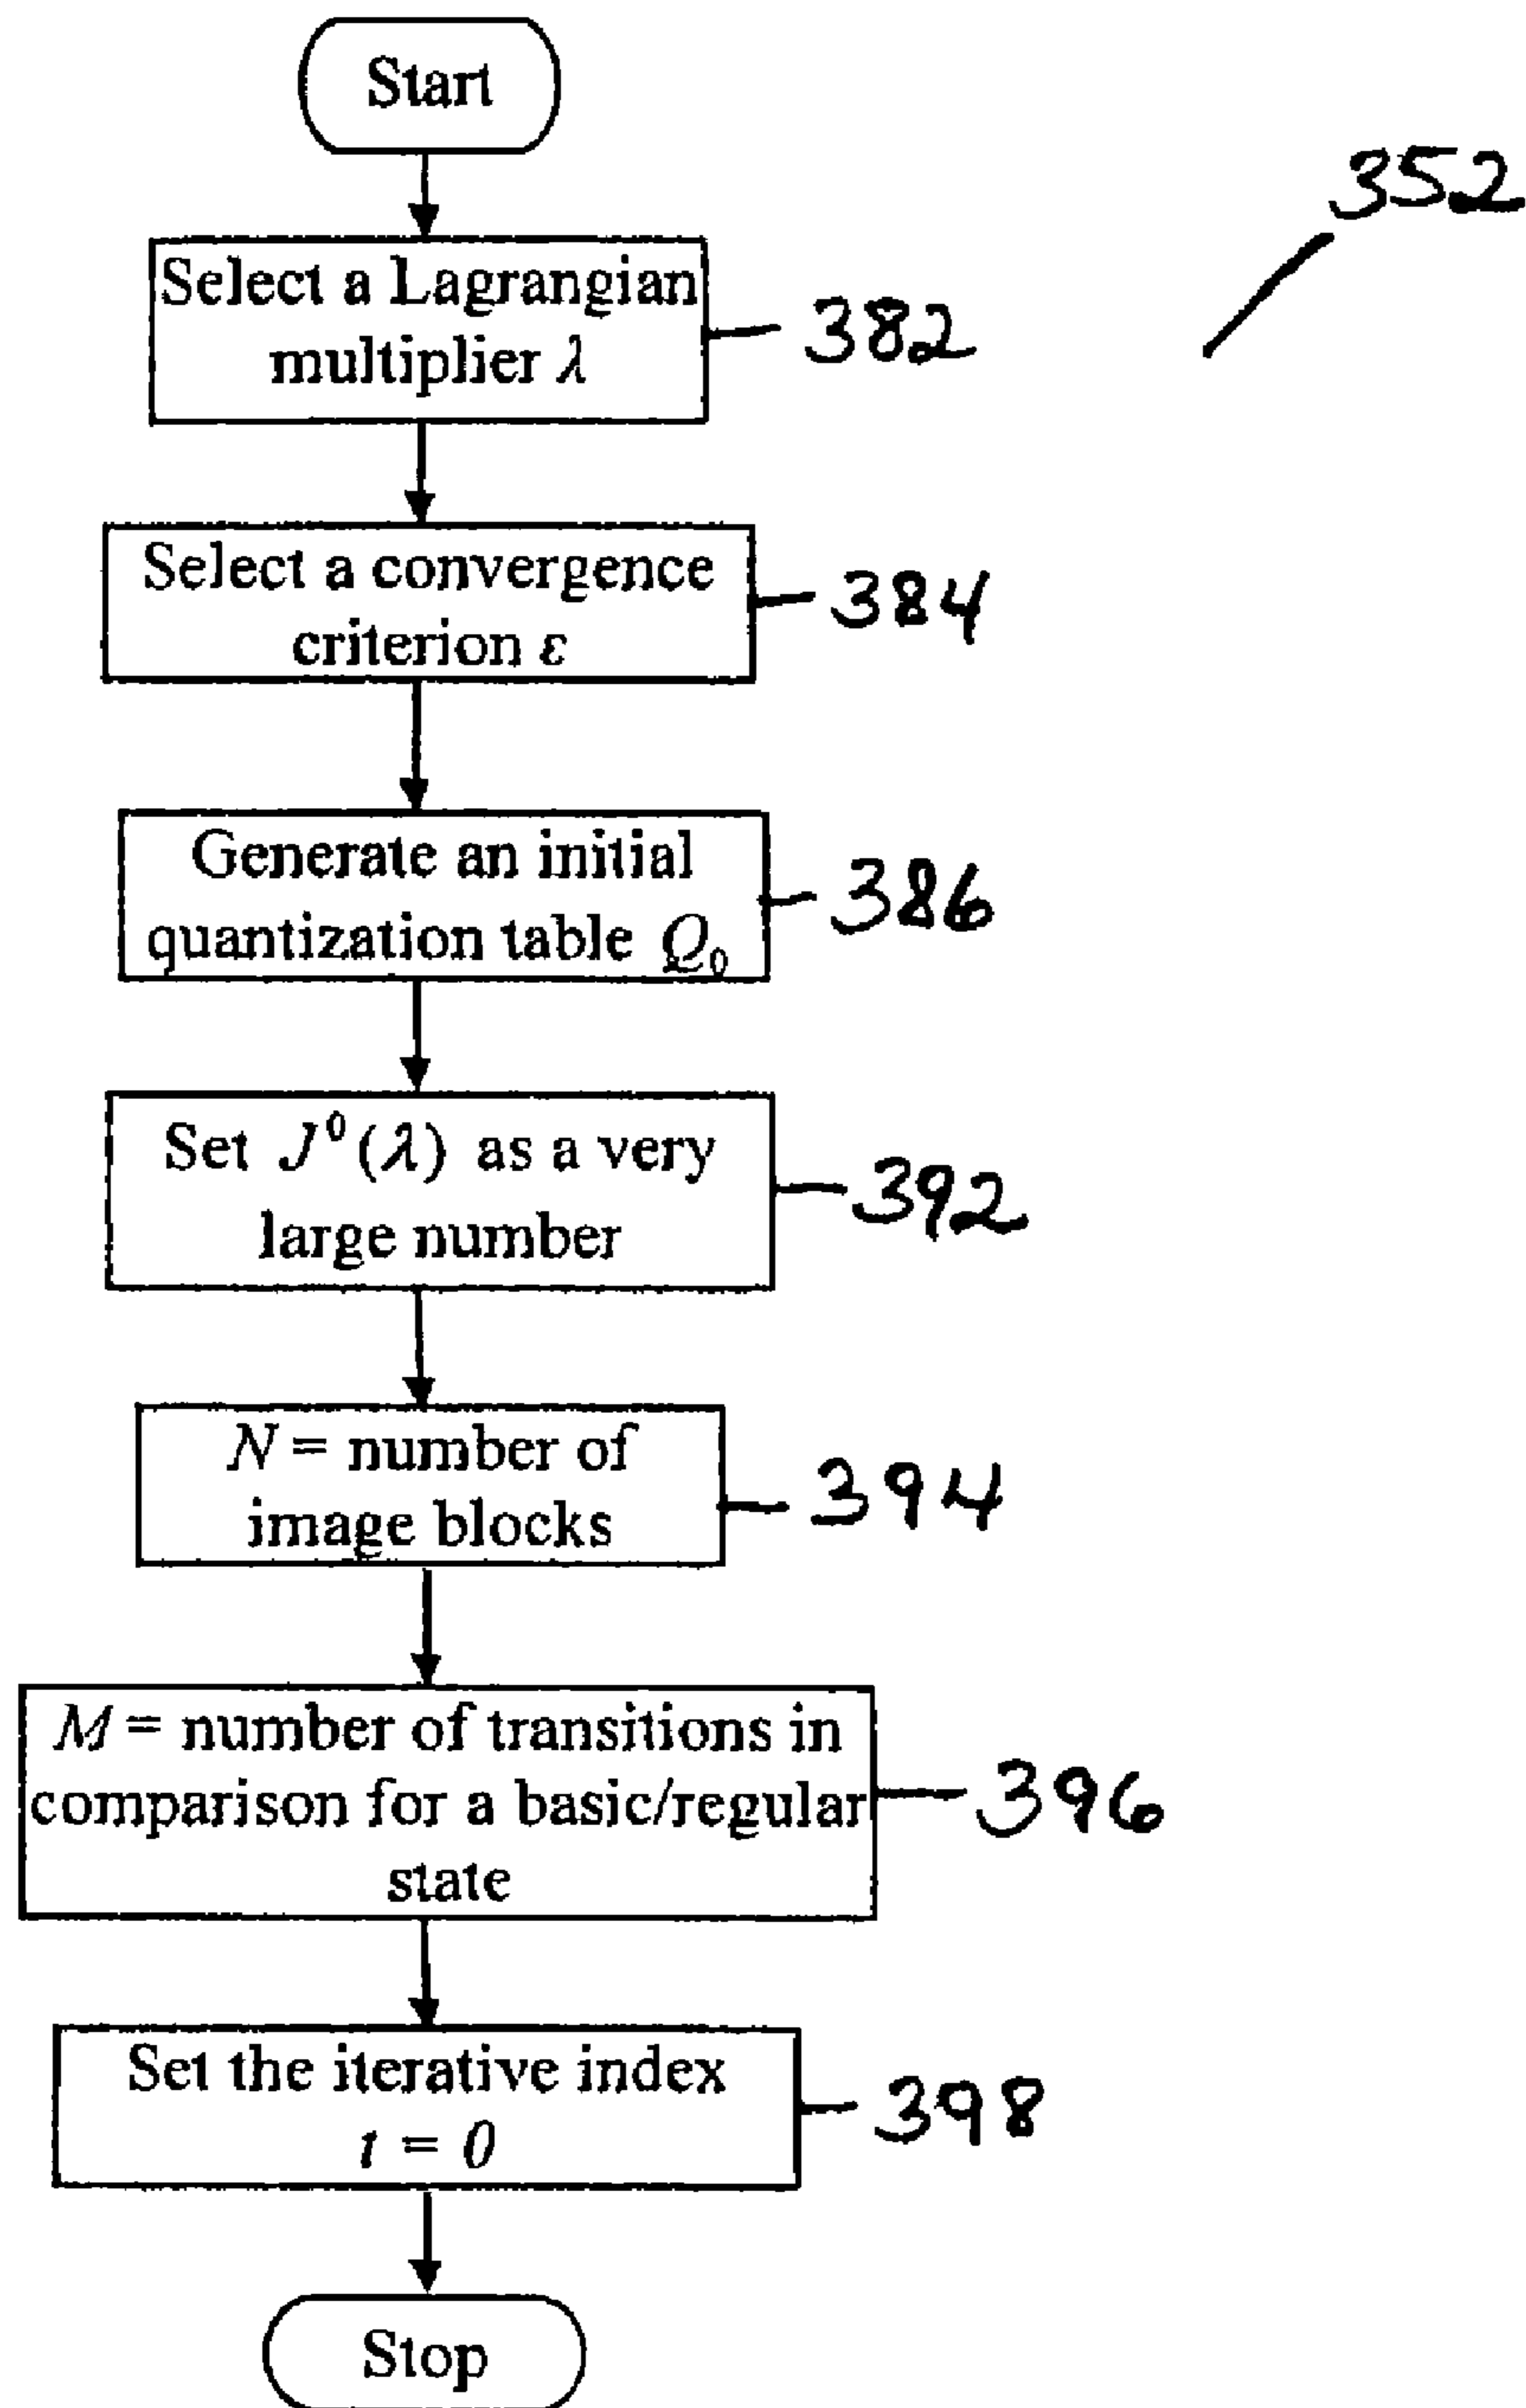 Start
352
Select a Lagrangian
multiplier λ
382
Select a convergence
criterion ε
384
Generate an initial
quantization table Q₀
386
Set J⁰(λ) as a very
large number
392
N = number of
image blocks
394
M = number of transitions in
comparison for a basic/regular
state
396
Set the iterative index
t = 0
398
Stop